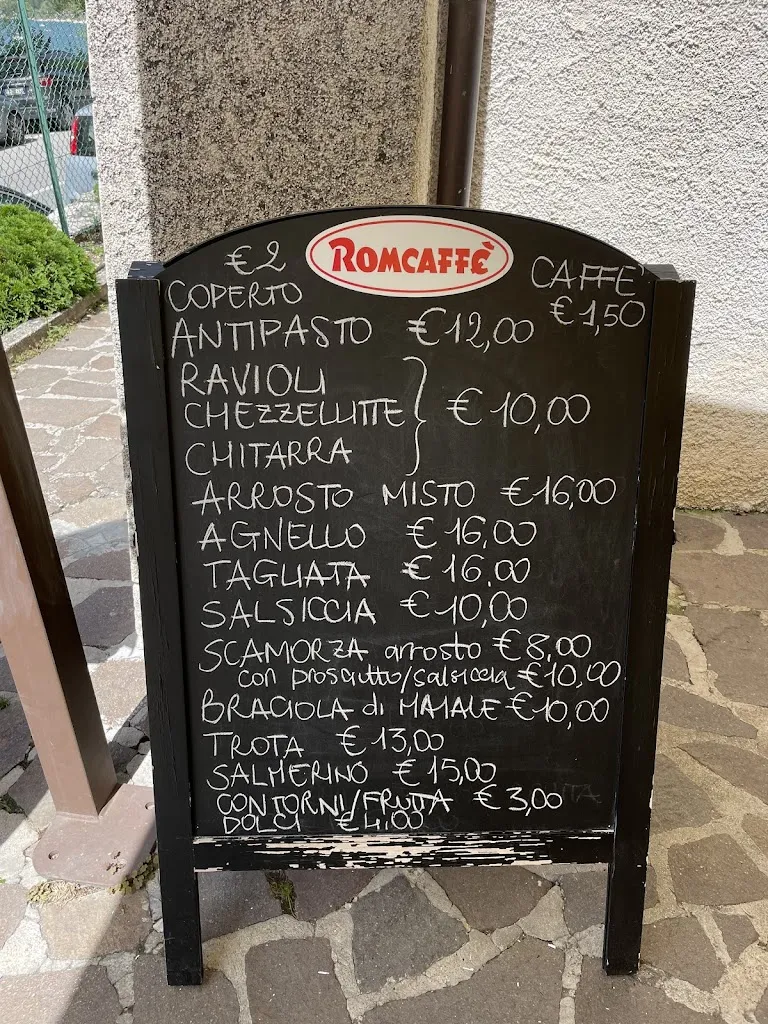 ROMCAFFÈ
€2
COPERTO
CAFFE'
€1,50
ANTIPASTO €12,00
RAVIOLI
CHEZZELLITTE } €10,00
CHITARRA
ARROSTO MISTO €16,00
AGNELLO €16,00
TAGLIATA €16.00
SALSICCIA €10,00
SCAMORZA arrosto €8,00
con prosciutto/salsiccia €10,00
BRACIOLA di MAIALE €10,00
TROTA €13,00
SALMERINO €15,00
CONTORNI/FRUTTA €3,00
DOLCI €4.00